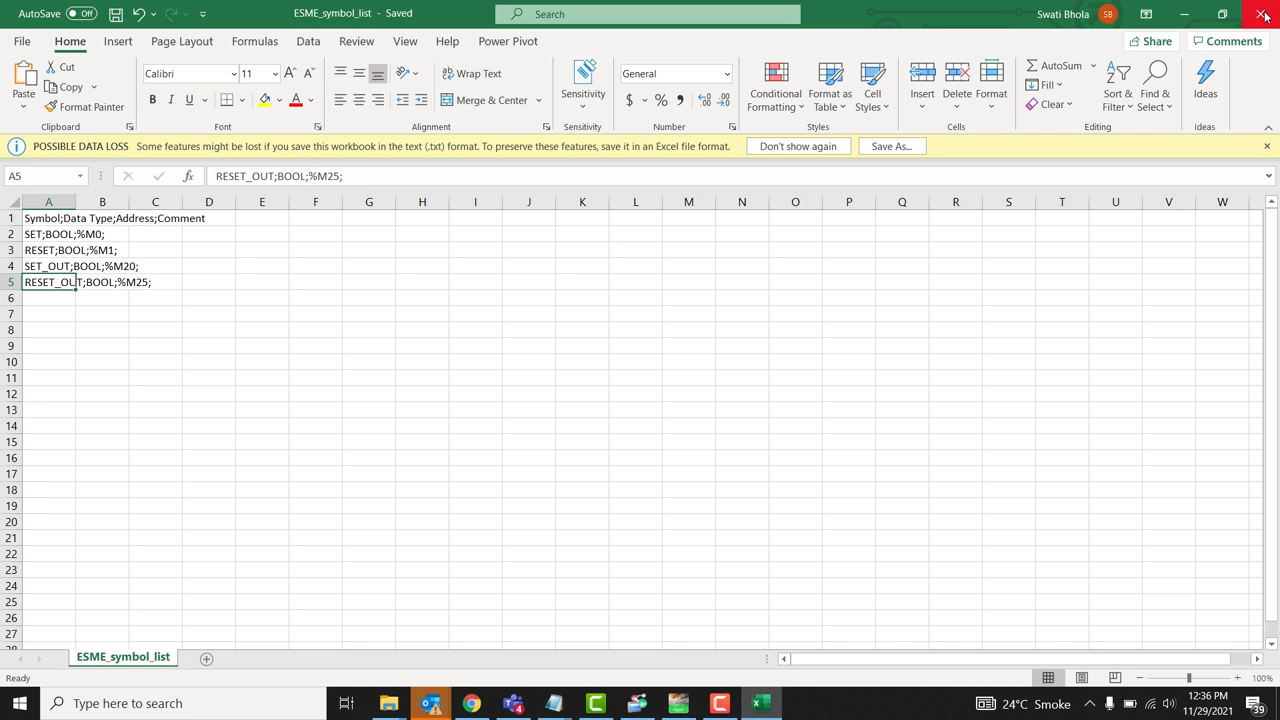 AutoSave Off ESME_symbol_list - Saved Search Swati Bhola SB
File Home Insert Page Layout Formulas Data Review View Help Power Pivot Share Comments
Paste Cut Copy Format Painter Clipboard
Calibri 11 B I U A Font
Wrap Text Merge & Center Alignment
Sensitivity Sensitivity
General $ % Number
Conditional Formatting Format as Table Cell Styles Styles
Insert Delete Format Cells
AutoSum Fill Clear Sort & Filter Find & Select Editing
Ideas Ideas
POSSIBLE DATA LOSS Some features might be lost if you save this workbook in the text (.txt) format. To preserve these features, save it in an Excel file format. Don't show again Save As...
A5 fx RESET_OUT;BOOL;%M25;
A B C D E F G H I J K L M N O P Q R S T U V W
1 Symbol;Data Type;Address;Comment
2 SET;BOOL;%M0;
3 RESET;BOOL;%M1;
4 SET_OUT;BOOL;%M20;
5 RESET_OUT;BOOL;%M25;
6
7
8
9
10
11
12
13
14
15
16
17
18
19
20
21
22
23
24
25
26
27
ESME_symbol_list
Ready 100%
Type here to search 24°C Smoke 12:36 PM 11/29/2021 39